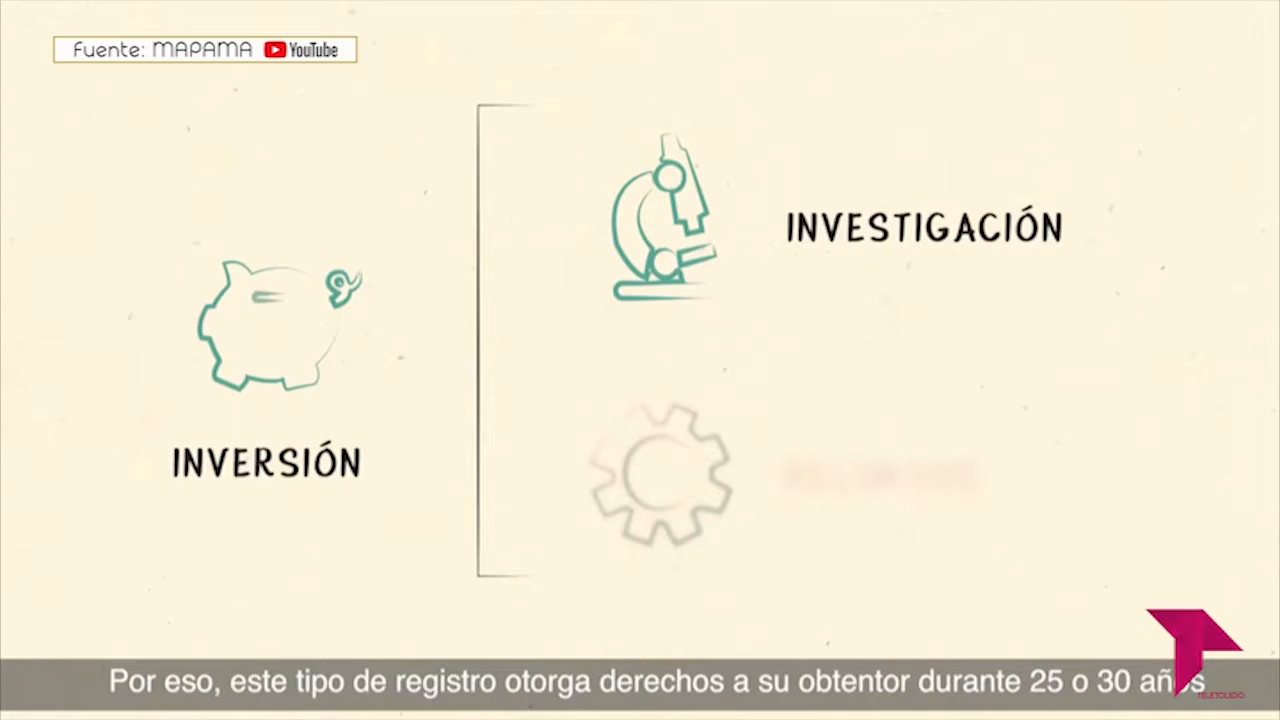 Fuente: MAPAMA YouTube
INVESTIGACIÓN
INVERSIÓN
Por eso, este tipo de registro otorga derechos a su obtentor durante 25 o 30 años
TELETOLEDO